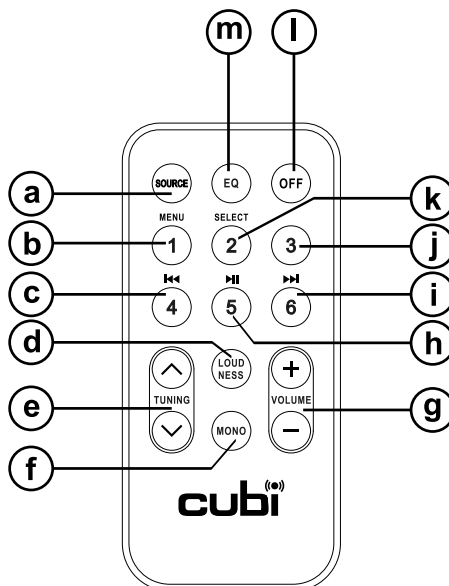 m l
SOURCE EQ OFF
a k
MENU SELECT
b 1 2 3 j
c 4 5 6 i
d LOUD
NESS h
e TUNING VOLUME g
f MONO
cubi